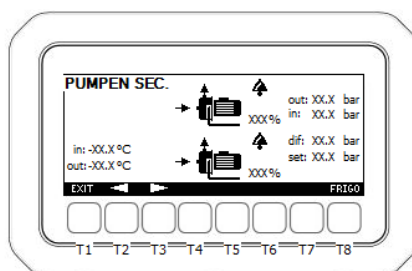 PUMPEN SEC.
out: XX.X bar
in: XX.X bar
XXX%
in: -XX.X °C
out: -XX.X °C
dif: XX.X bar
set: XX.X bar
XXX%
EXIT FRIGO
T1 T2 T3 T4 T5 T6 T7 T8